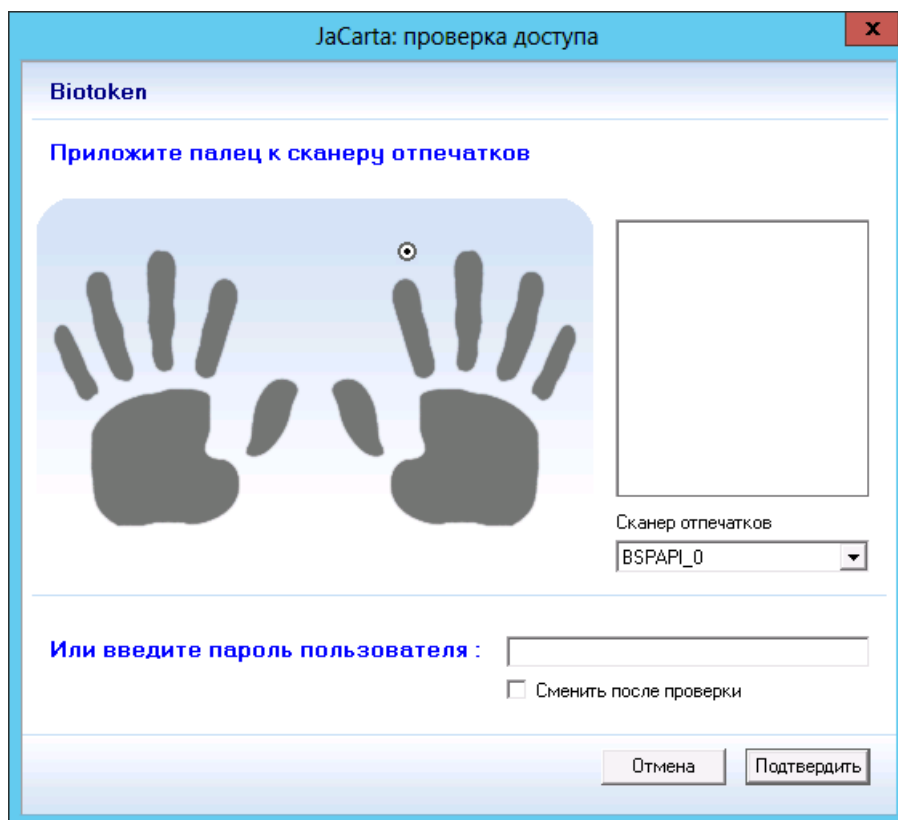 JaCarta: проверка доступа
x
Biotoken
Приложите палец к сканеру отпечатков
Сканер отпечатков
BSPAPI_0
Или введите пароль пользователя :
Сменить после проверки
Отмена
Подтвердить